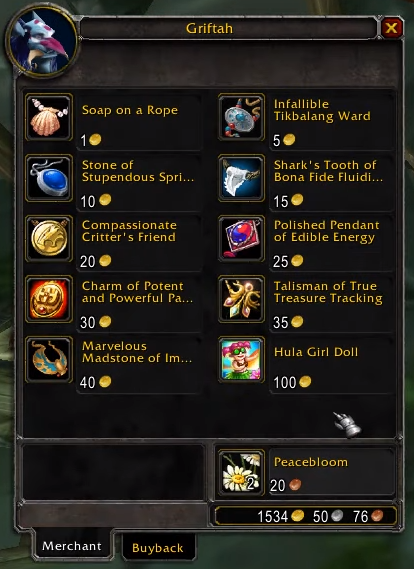 Griftah
Soap on a Rope
1
Infallible
Tikbalang Ward
5
Stone of
Stupendous Spri...
10
Shark's Tooth of
Bona Fide Fluidi...
15
Compassionate
Critter's Friend
20
Polished Pendant
of Edible Energy
25
Charm of Potent
and Powerful Pa...
30
Talisman of True
Treasure Tracking
35
Marvelous
Madstone of Im...
40
Hula Girl Doll
100
2
Peacebloom
20
1534 50 76
Merchant
Buyback